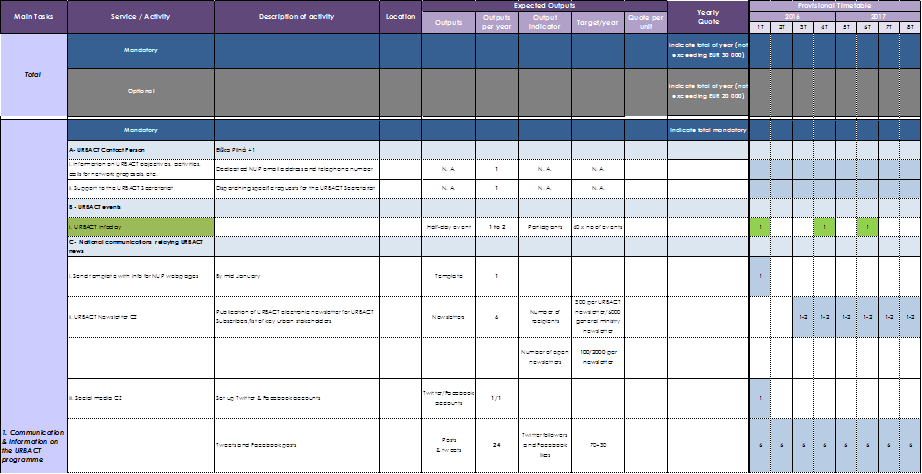 Main Tasks
Service / Activity
Description of activity
Location
Expected Outputs
Outputs
Outputs per year
Output indicator
Target/year
Quote per unit
Yearly Quote
Provisional Timetable
2016
2017
1T 2T 3T 4T 5T 6T 7T 8T
Total
Mandatory
Indicate total of year (not
exceeding EUR 30 000)
Optional
Indicate total of year (not
exceeding EUR 20 000)
Mandatory
Indicate total mandatory
A- URBACT Contact Person
i. Information on URBACT objectives, activities,
calls for network proposals, etc.
Dedicated NUP email address and telephone number
N. A. 1 N. A. N. A.
ii. Support to the URBACT Secretariat
Dispatching specific requests for the URBACT Secretariat
N. A. 1 N. A. N. A.
B - URBACT events
i. URBACT Infoday
Half-day event 1 to 2 Participants
1 1 1
C- National communications relaying URBACT
news
i. Send template with info for NUP webpages
By mid January
Template 1
1
ii. URBACT Newsletter CZ
Publication of URBACT electronic newsletter for URBACT
Subscribers/list of key urban stakeholders
Newsletters 6
Number of
recipients
300 per URBACT
newsletter/6000
general ministry
newsletter
1-2 1-2 1-2 1-2 1-2 1-2
Number of open
newsletters
100/2000 per
newsletter
iii. Social media CZ
Set up Twitter & Facebook accounts
Twitter/Facebook
accounts
1/1
1
1. Communication
& information on
the URBACT
programme
Tweets and Facebook posts
Posts
& tweets
24
Twitter followers
and Facebook
likes
70+30
6 6 6 6 6 6 6 6